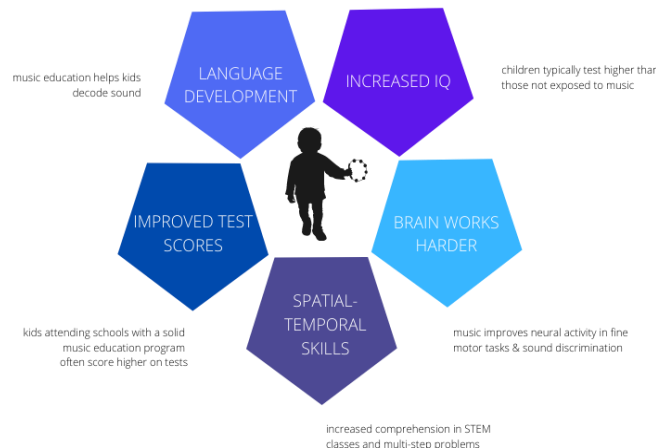 LANGUAGE
DEVELOPMENT
music education helps kids
decode sound
INCREASED IQ
children typically test higher than
those not exposed to music
IMPROVED TEST
SCORES
kids attending schools with a solid
music education program
often score higher on tests
BRAIN WORKS
HARDER
music improves neural activity in fine
motor tasks & sound discrimination
SPATIAL-
TEMPORAL
SKILLS
increased comprehension in STEM
classes and multi-step problems